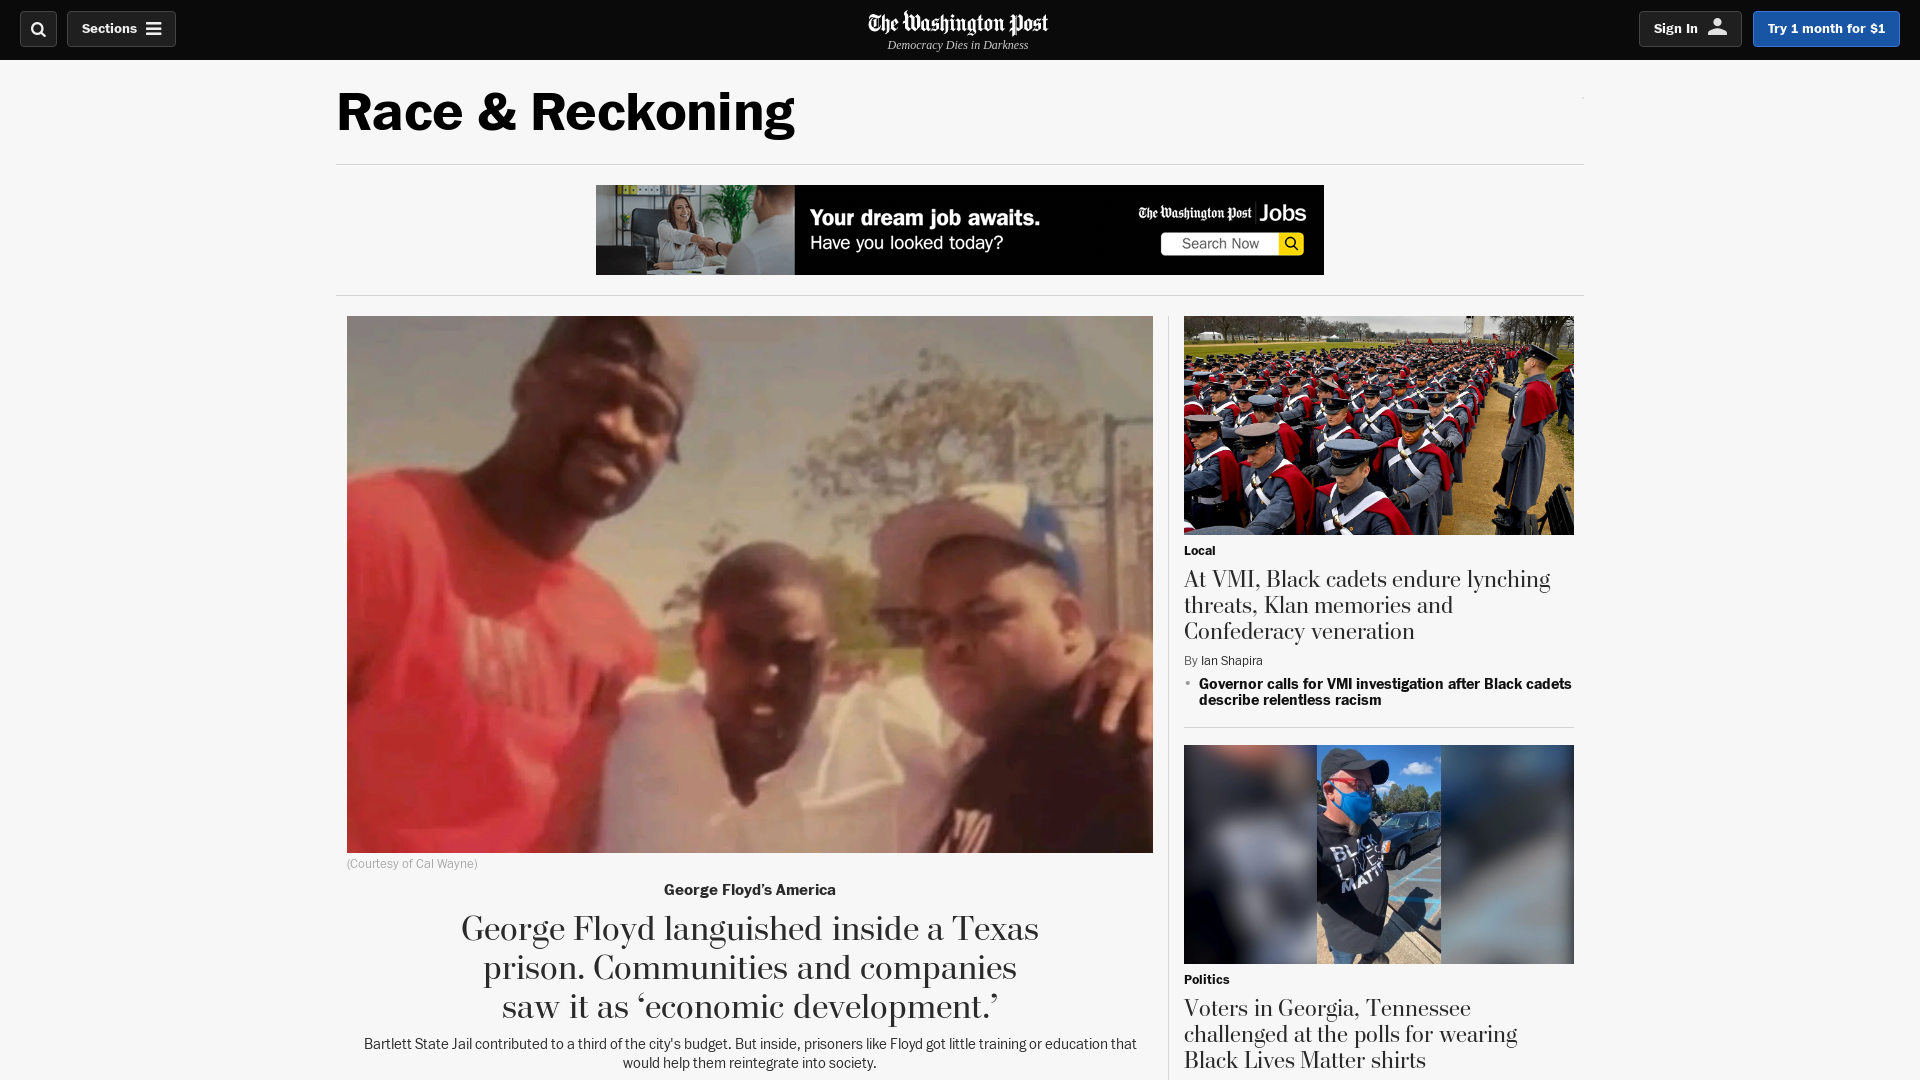 Sections
The Washington Post
Democracy Dies in Darkness
Sign In
Try 1 month for $1
Race & Reckoning
Your dream job awaits.
Have you looked today?
The Washington Post Jobs
Search Now
(Courtesy of Cal Wayne)
George Floyd’s America
George Floyd languished inside a Texas
prison. Communities and companies
saw it as ‘economic development.’
Bartlett State Jail contributed to a third of the city's budget. But inside, prisoners like Floyd got little training or education that
would help them reintegrate into society.
Local
At VMI, Black cadets endure lynching
threats, Klan memories and
Confederacy veneration
By Ian Shapira
• Governor calls for VMI investigation after Black cadets
describe relentless racism
BLACK
LIVES
MATTER
Politics
Voters in Georgia, Tennessee
challenged at the polls for wearing
Black Lives Matter shirts